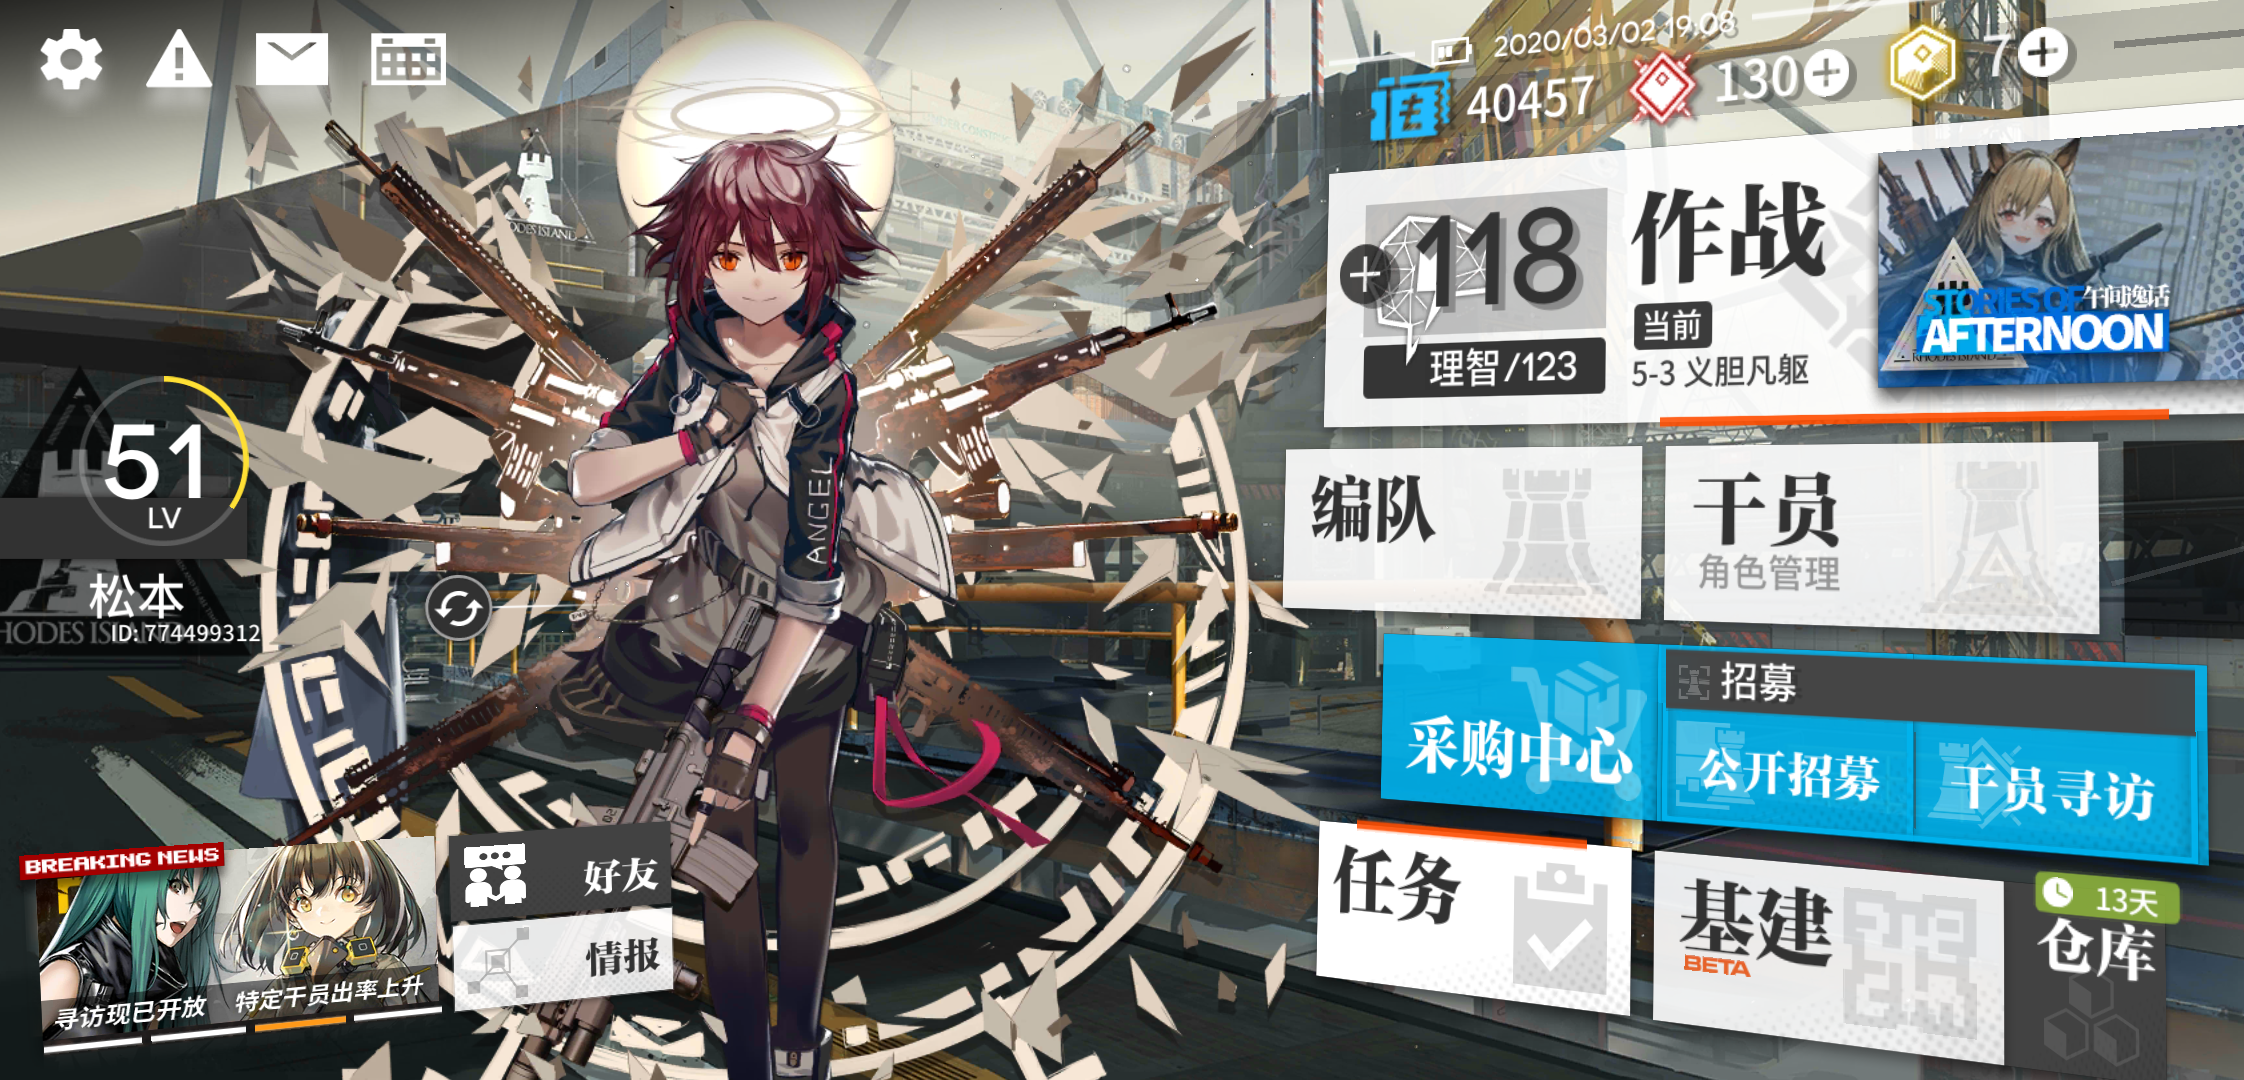 2020/03/02 19:08
40457
130
7
118
理智/123
作战
当前
5-3 义胆凡躯
STORIES OF 午间逸话
AFTERNOON
RHODES ISLAND
编队
干员
角色管理
采购中心
招募
公开招募
干员寻访
任务
基建
BETA
13天
仓库
51
LV
松本
ID: 774499312
RHODES ISLAND
ANGEL
BREAKING NEWS
寻访现已开放
特定干员出率上升
好友
情报